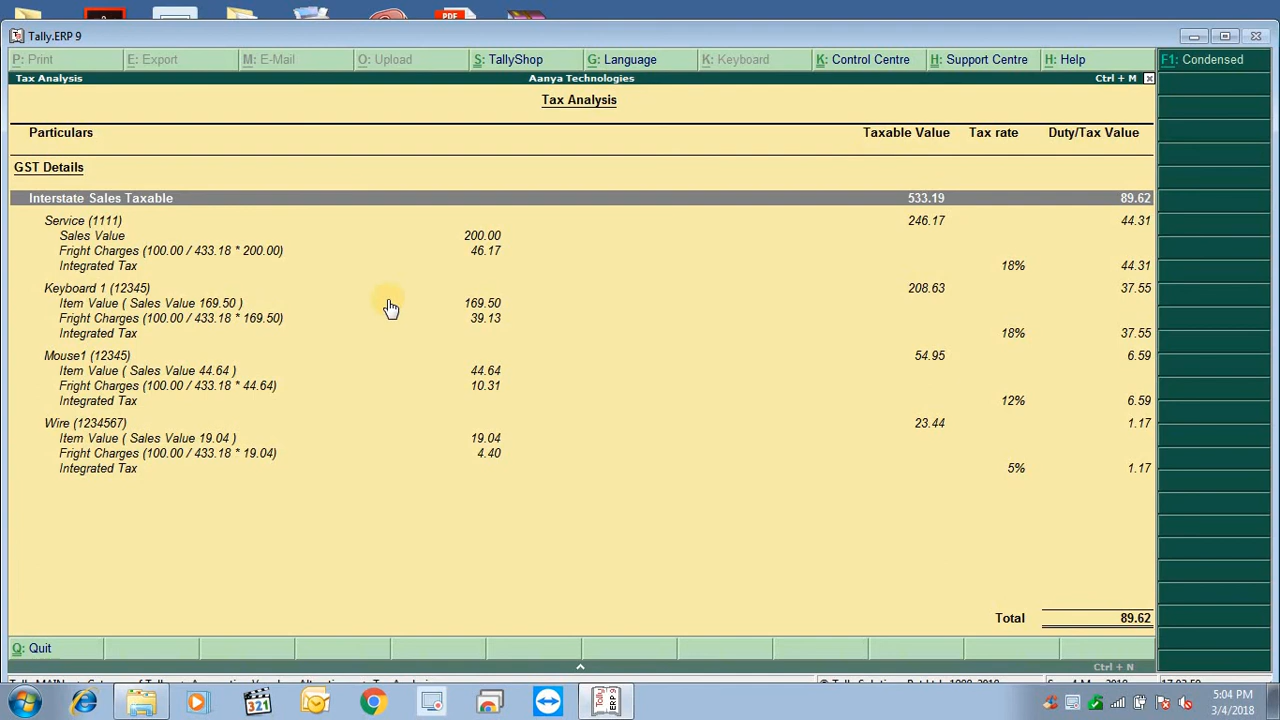 PDF
Tally.ERP 9
P: Print E: Export M: E-Mail O: Upload S: TallyShop G: Language K: Keyboard K: Control Centre H: Support Centre H: Help F1: Condensed
Tax Analysis Aanya Technologies Ctrl + M
Tax Analysis
Particulars Taxable Value Tax rate Duty/Tax Value
GST Details
Interstate Sales Taxable 533.19 89.62
Service (1111) 246.17 44.31
Sales Value 200.00
Fright Charges (100.00 / 433.18 * 200.00) 46.17
Integrated Tax 18% 44.31
Keyboard 1 (12345) 208.63 37.55
Item Value ( Sales Value 169.50 ) 169.50
Fright Charges (100.00 / 433.18 * 169.50) 39.13
Integrated Tax 18% 37.55
Mouse1 (12345) 54.95 6.59
Item Value ( Sales Value 44.64 ) 44.64
Fright Charges (100.00 / 433.18 * 44.64) 10.31
Integrated Tax 12% 6.59
Wire (1234567) 23.44 1.17
Item Value ( Sales Value 19.04 ) 19.04
Fright Charges (100.00 / 433.18 * 19.04) 4.40
Integrated Tax 5% 1.17
Total 89.62
Q: Quit
Ctrl + N
321
Tally
ERP 9
5:04 PM
3/4/2018